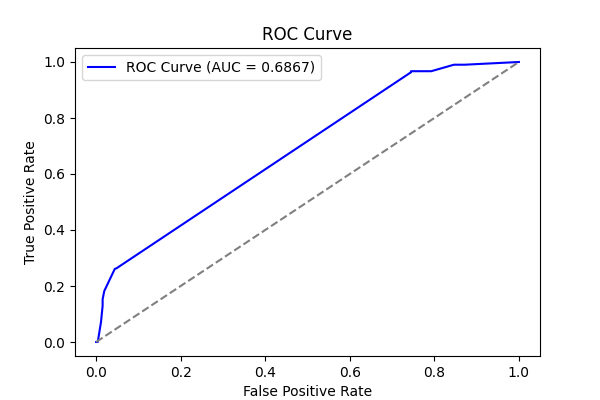 ROC Curve
ROC Curve (AUC = 0.6867)
True Positive Rate
1.0
0.8
0.6
0.4
0.2
0.0
0.0 0.2 0.4 0.6 0.8 1.0
False Positive Rate